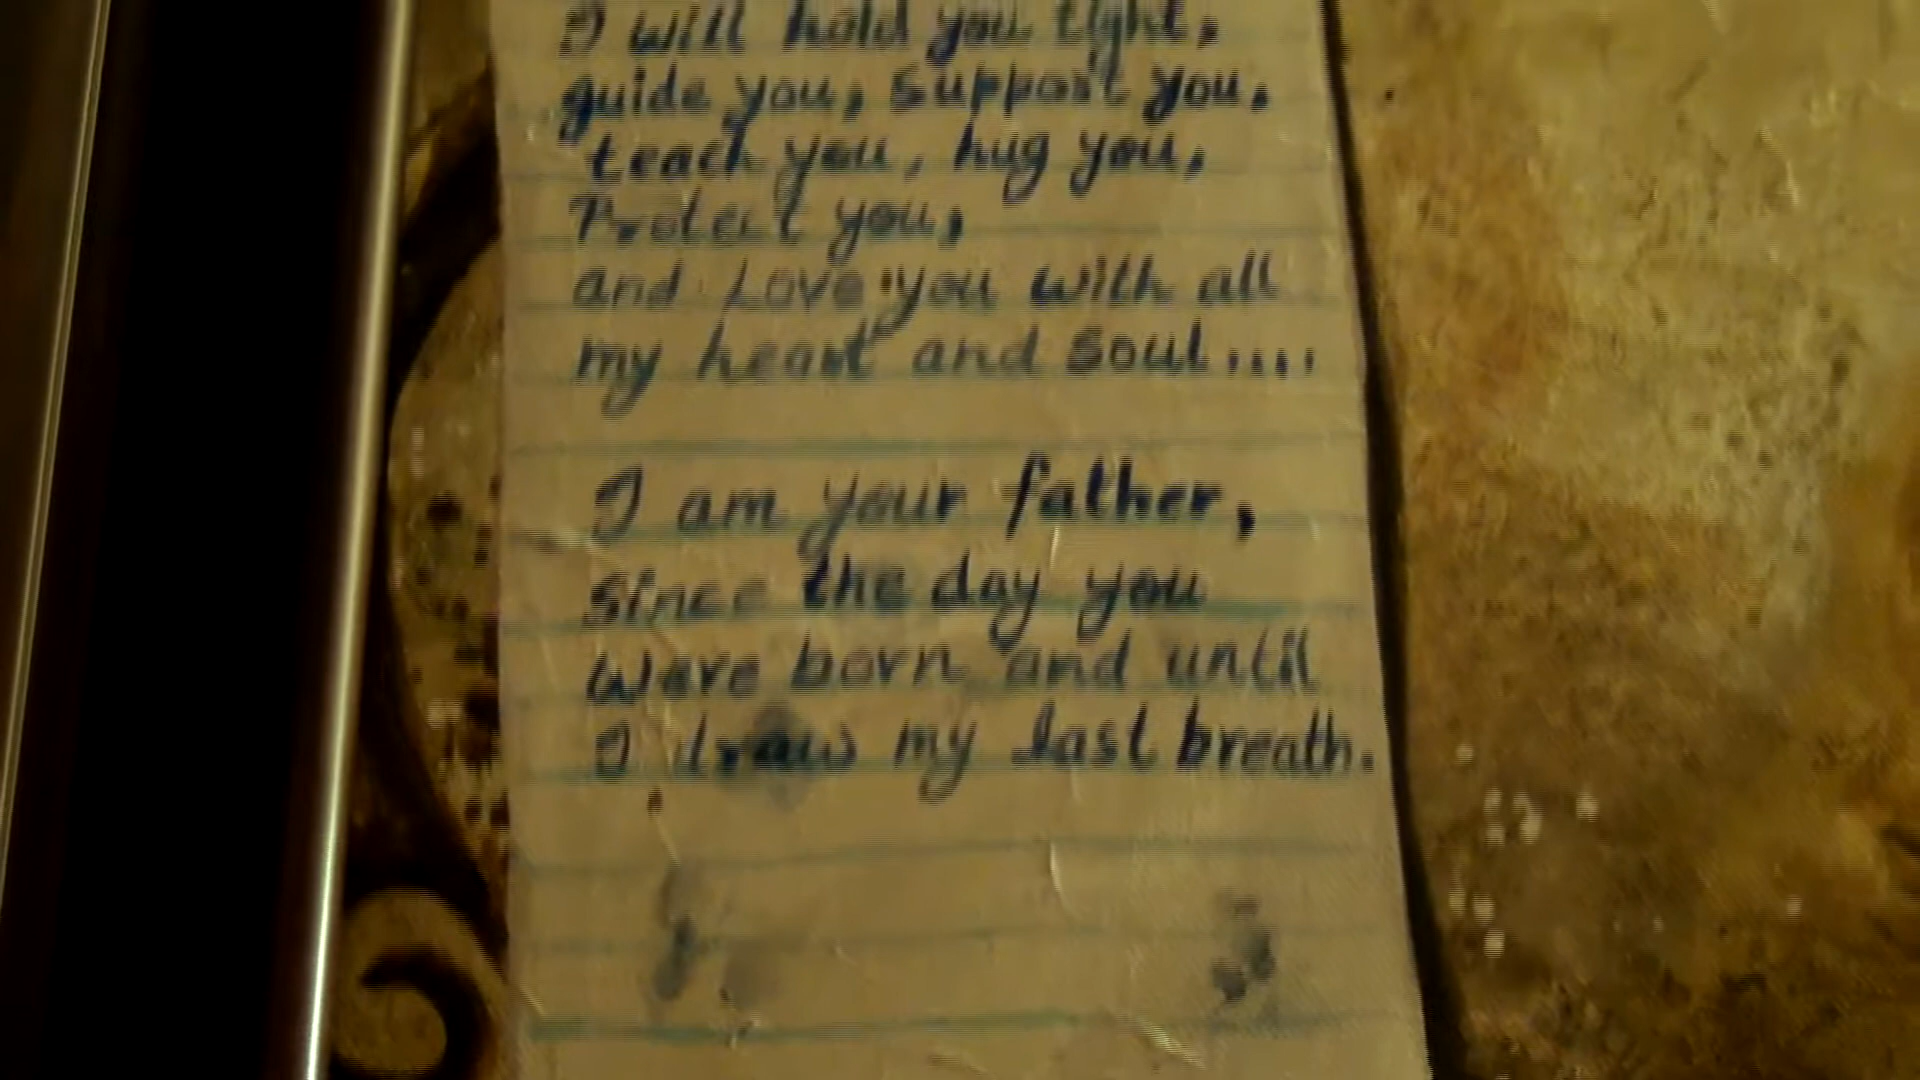 I will hold you tight,
guide you, Support you,
teach you, hug you,
Protect you,
and Love you with all
my heart and soul....
I am your father,
since the day you
were born and until
I draw my last breath.